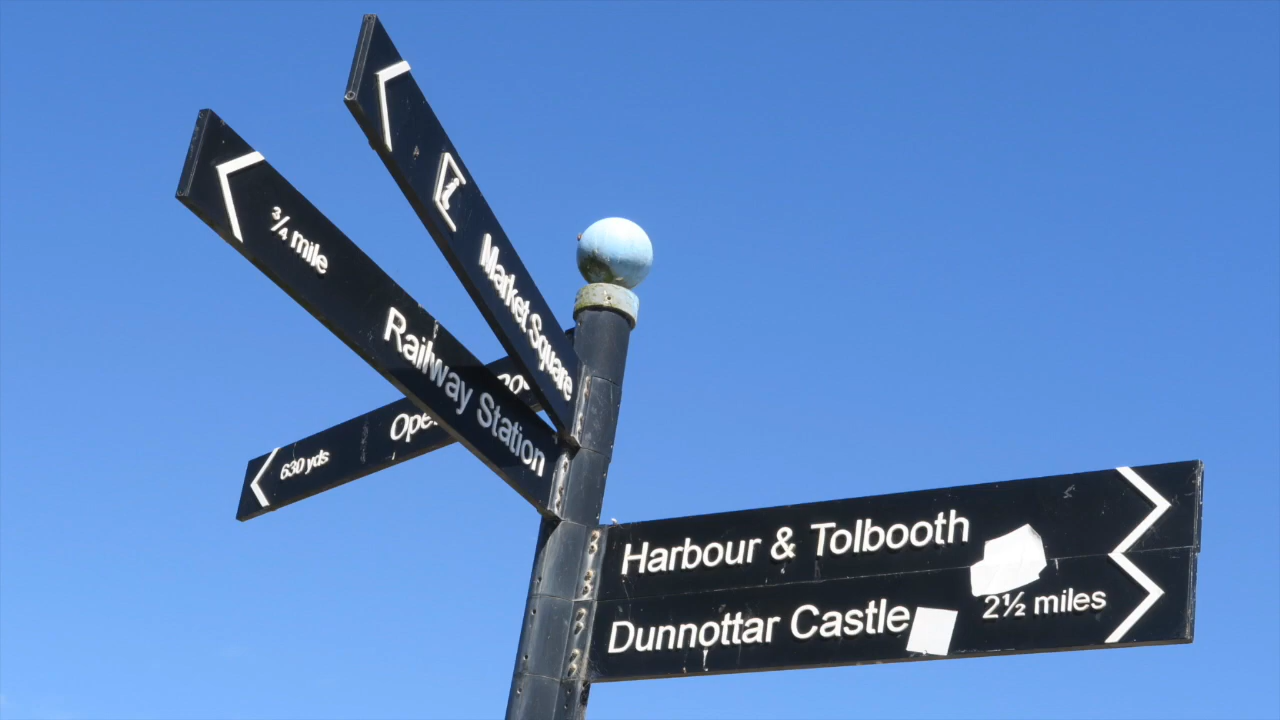 i
Market Square
¾ mile
Railway Station
630 yds
Harbour & Tolbooth
Dunnottar Castle
2½ miles